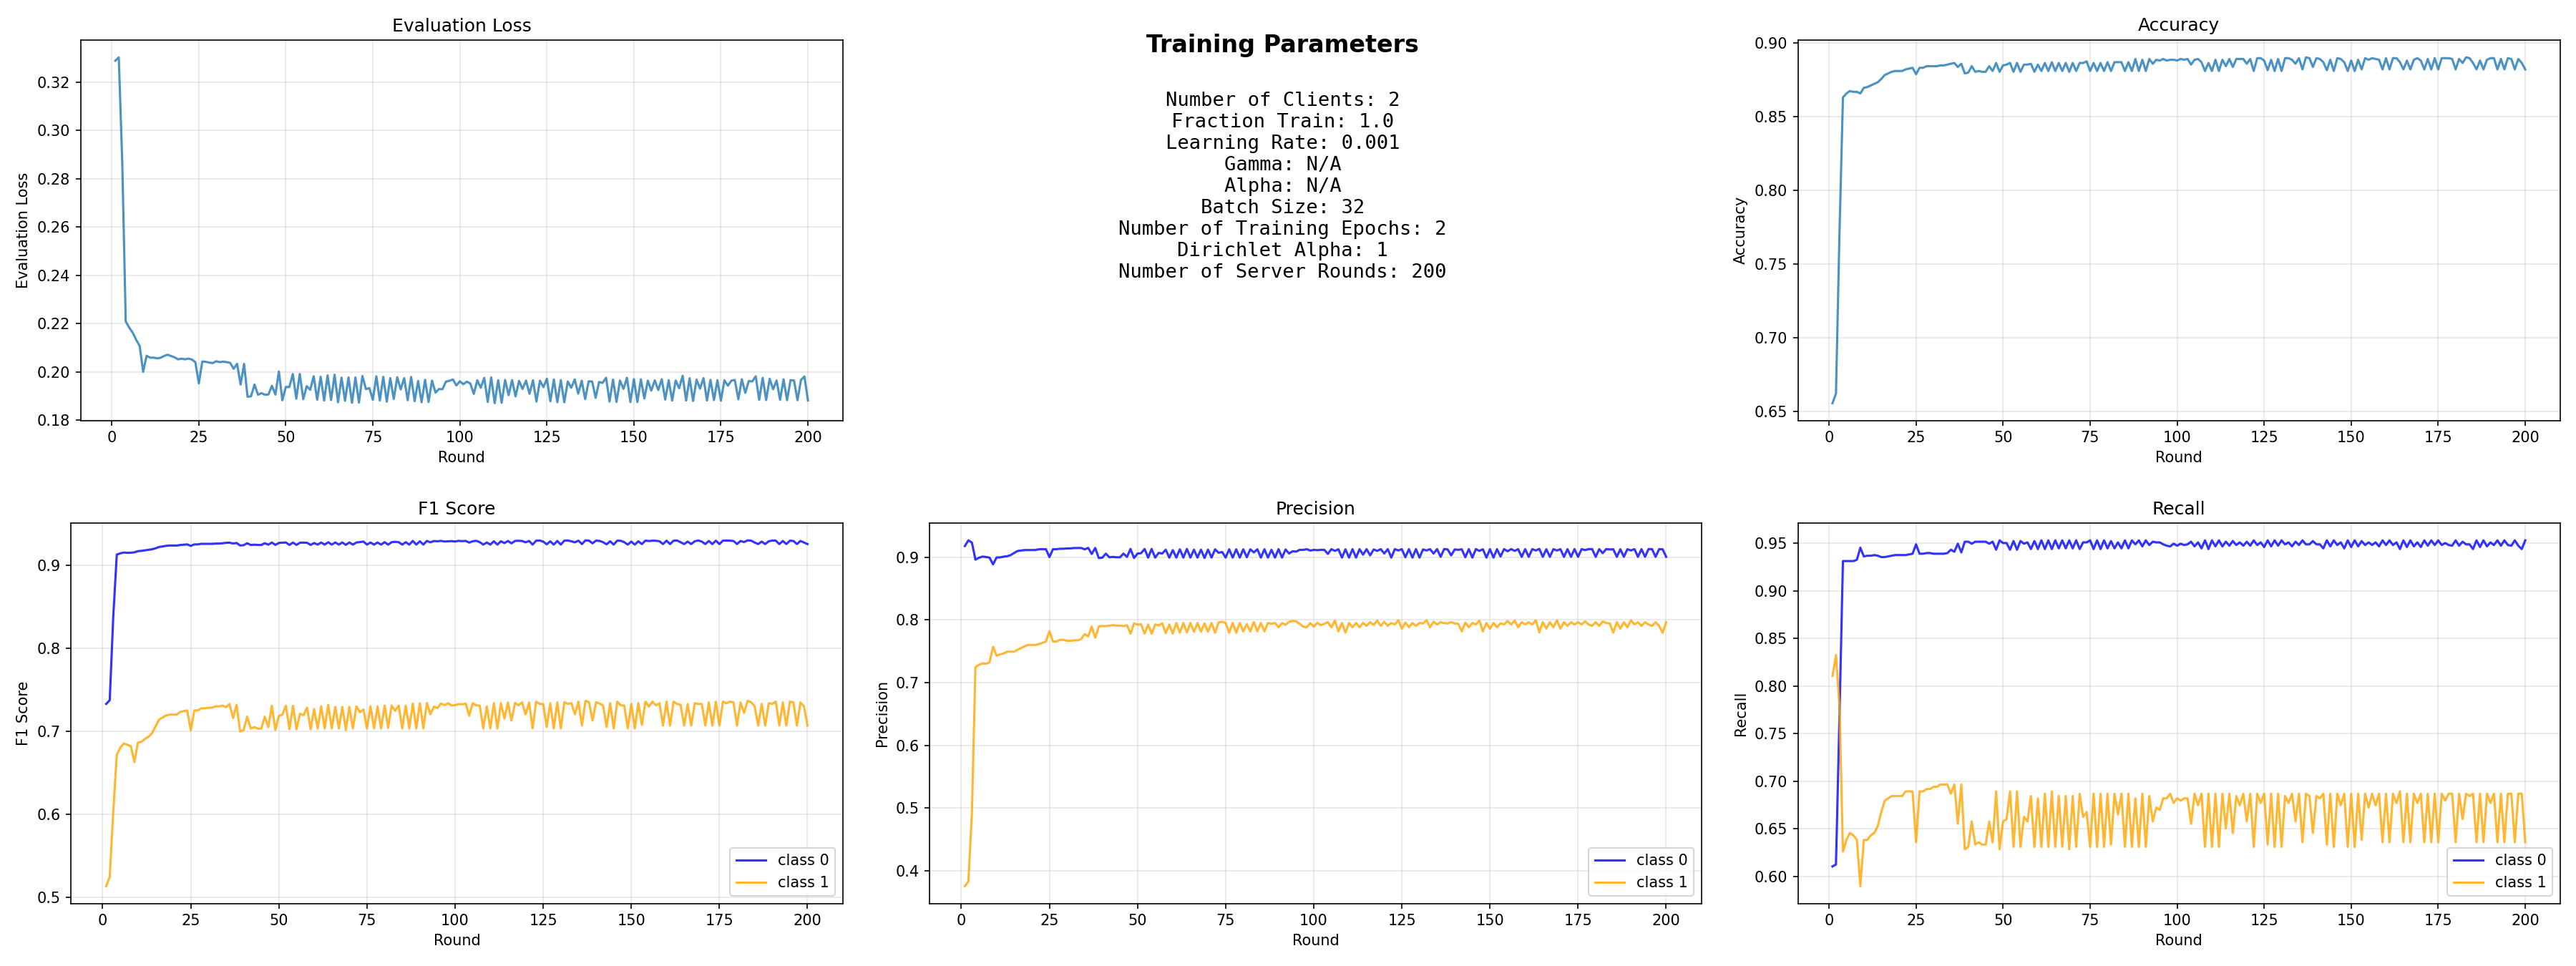 Evaluation Loss
Evaluation Loss
0.32
0.30
0.28
0.26
0.24
0.22
0.20
0.18
0 25 50 75 100 125 150 175 200
Round
Training Parameters
Number of Clients: 2
Fraction Train: 1.0
Learning Rate: 0.001
Gamma: N/A
Alpha: N/A
Batch Size: 32
Number of Training Epochs: 2
Dirichlet Alpha: 1
Number of Server Rounds: 200
Accuracy
Accuracy
0.90
0.85
0.80
0.75
0.70
0.65
0 25 50 75 100 125 150 175 200
Round
F1 Score
F1 Score
0.9
0.8
0.7
0.6
0.5
0 25 50 75 100 125 150 175 200
Round
class 0
class 1
Precision
Precision
0.9
0.8
0.7
0.6
0.5
0.4
0 25 50 75 100 125 150 175 200
Round
class 0
class 1
Recall
Recall
0.95
0.90
0.85
0.80
0.75
0.70
0.65
0.60
0 25 50 75 100 125 150 175 200
Round
class 0
class 1